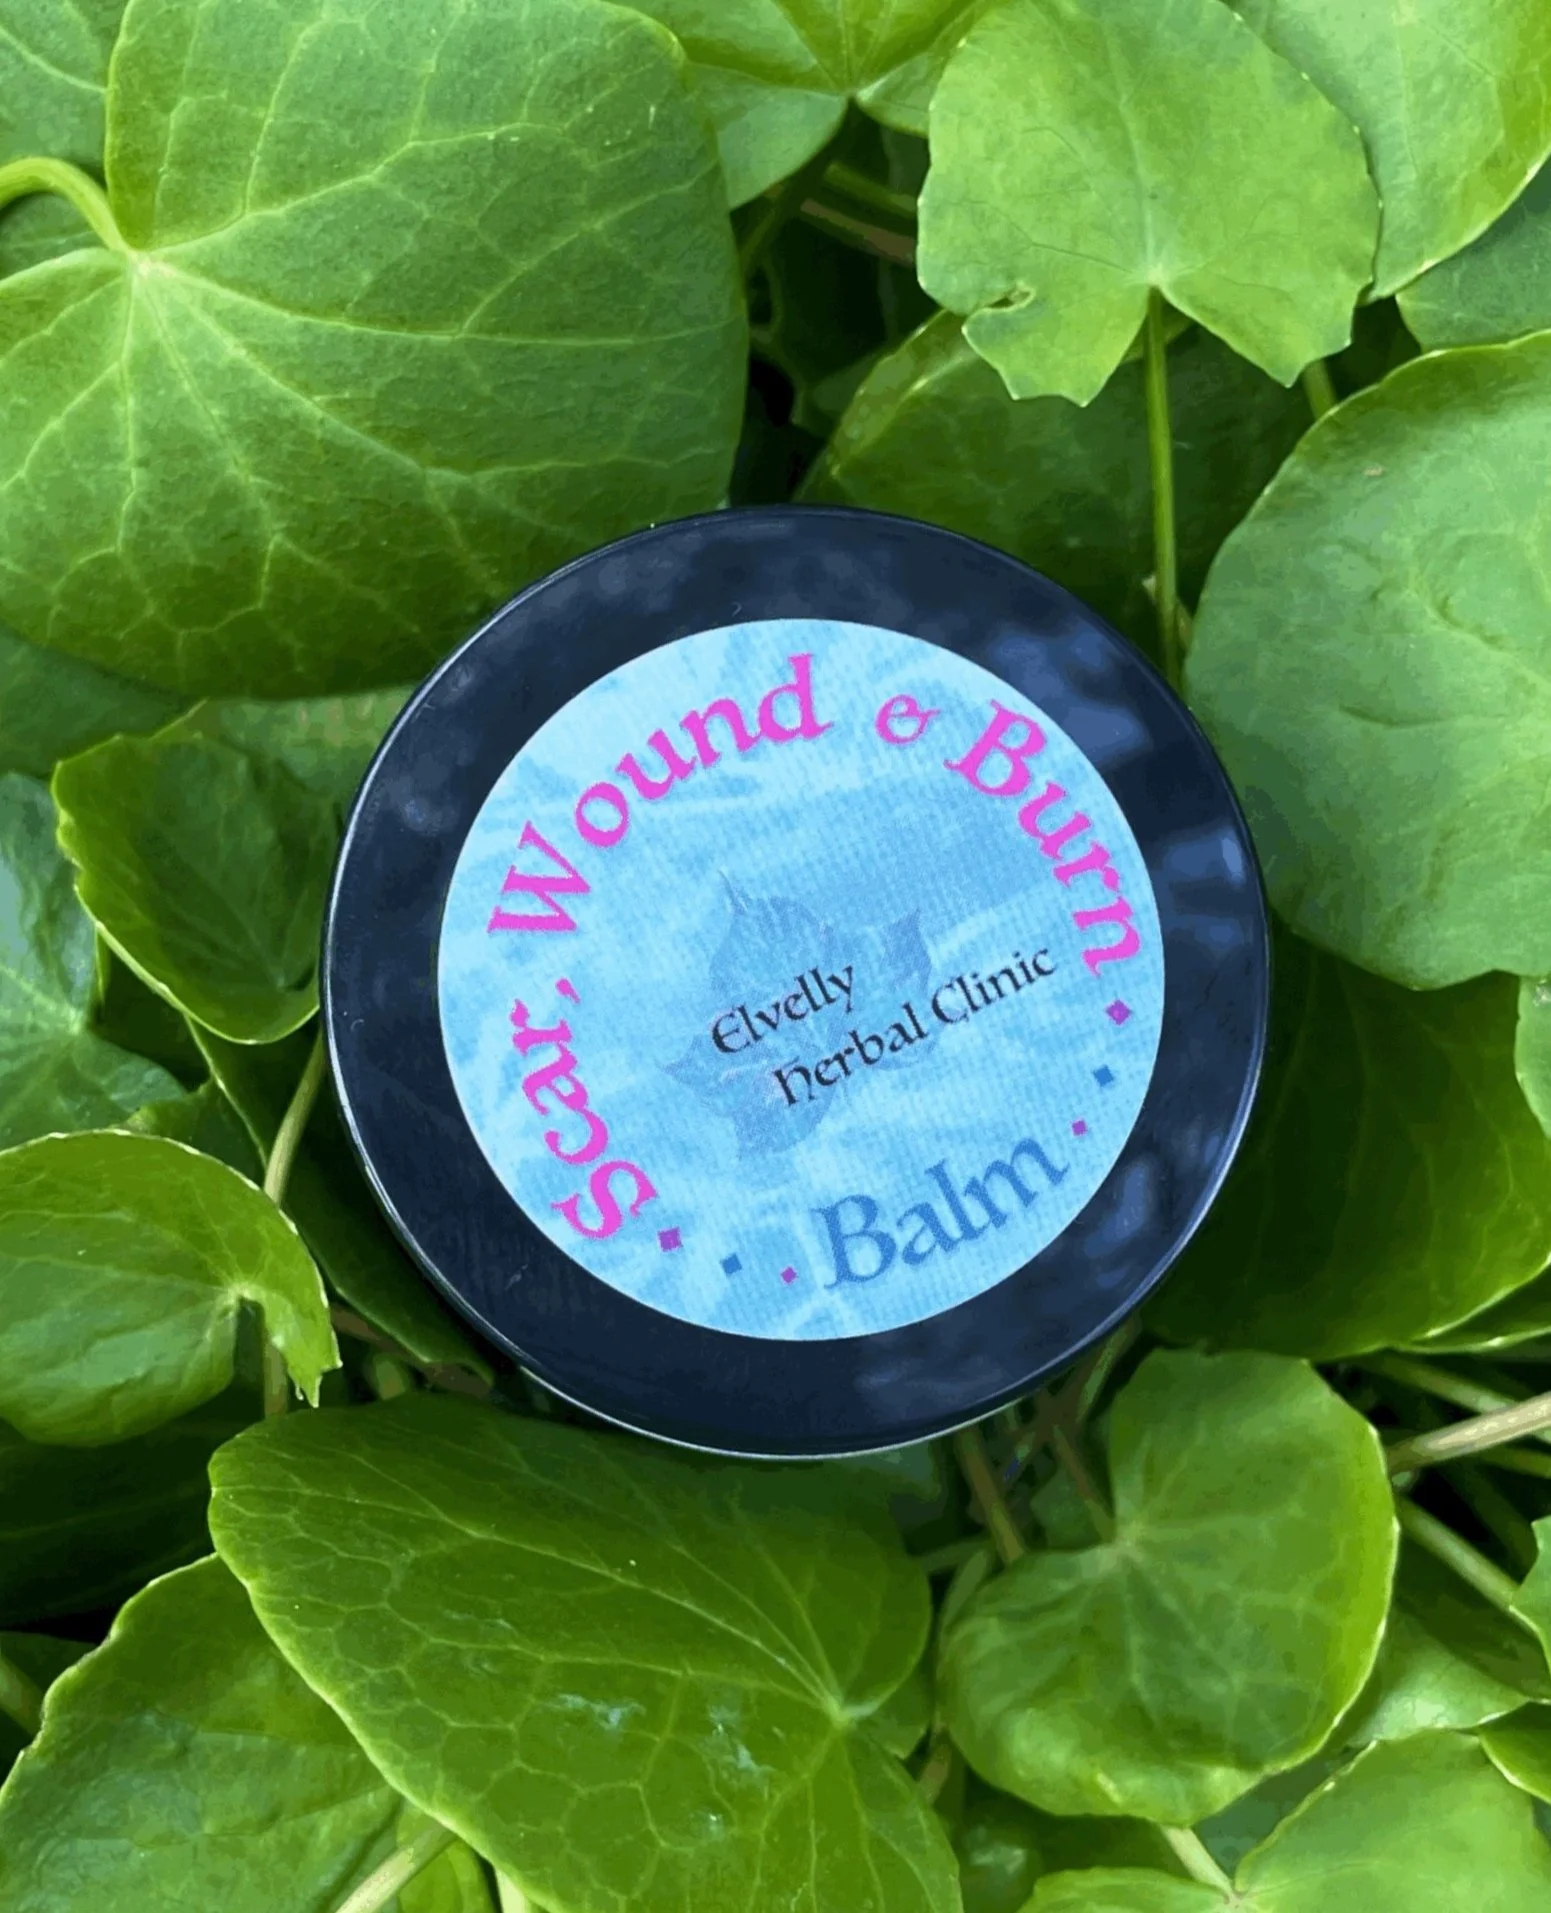 Scar, Wound & Burn
Elvelly
Herbal Clinic
Balm